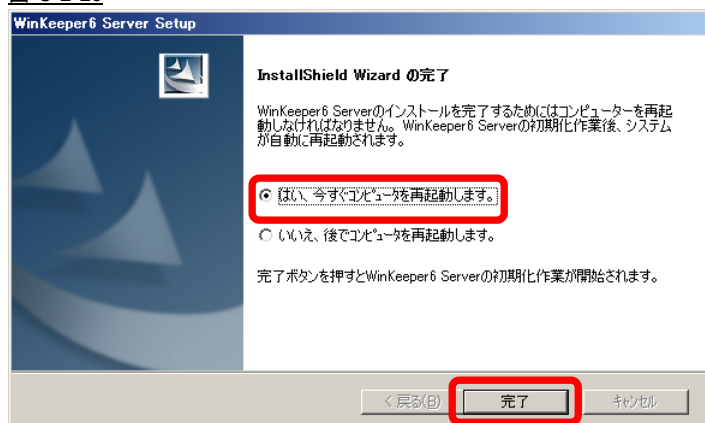 WinKeeper6 Server Setup
InstallShield Wizard の完了
WinKeeper6 Serverのインストールを完了するためにはコンピューターを再起
動しなければなりません。WinKeeper6 Serverの初期化作業後、システム
が自動に再起動されます。
はい、今すぐコンピュータを再起動します。
いいえ、後でコンピュータを再起動します。
完了ボタンを押すとWinKeeper6 Serverの初期化作業が開始されます。
< 戻る(B)
完了
キャンセル